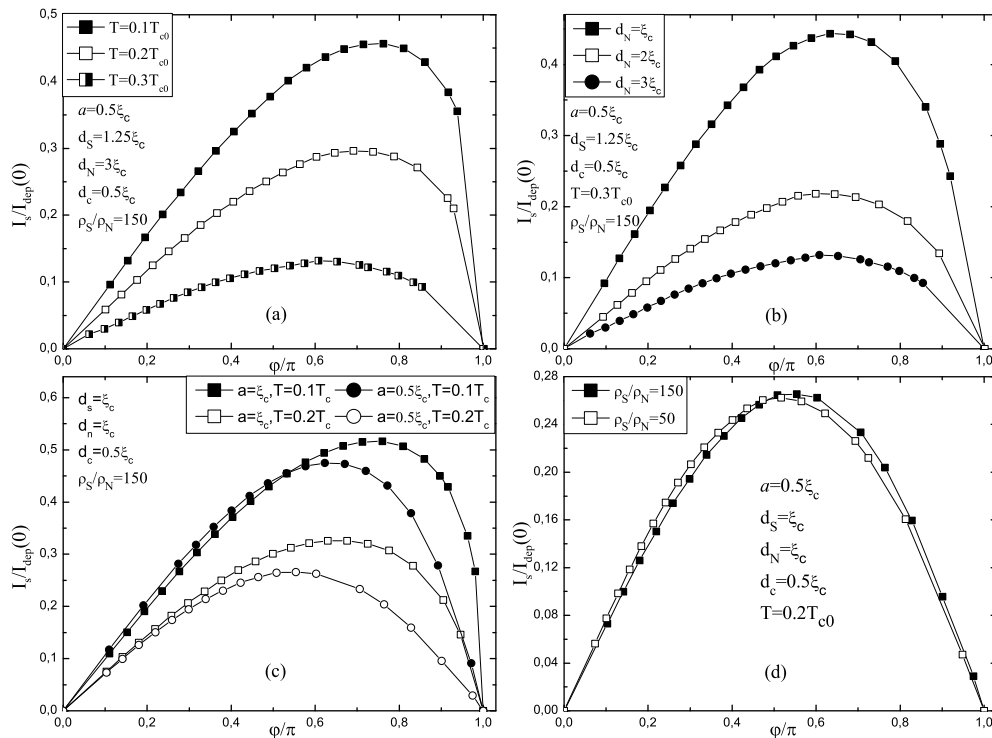 T=0.1T_c0
T=0.2T_c0
T=0.3T_c0
a=0.5ξ_c
d_S=1.25ξ_c
d_N=3ξ_c
d_c=0.5ξ_c
ρ_S/ρ_N=150
(a)
I_s/I_dep(0)
0,5
0,4
0,3
0,2
0,1
0,0
0,0 0,2 0,4 0,6 0,8 1,0
φ/π
d_N=ξ_c
d_N=2ξ_c
d_N=3ξ_c
a=0.5ξ_c
d_S=1.25ξ_c
d_c=0.5ξ_c
T=0.3T_c0
ρ_S/ρ_N=150
(b)
I_s/I_dep(0)
0,4
0,3
0,2
0,1
0,0
0,0 0,2 0,4 0,6 0,8 1,0
φ/π
a=ξ_c,T=0.1T_c
a=0.5ξ_c,T=0.1T_c
a=ξ_c,T=0.2T_c
a=0.5ξ_c,T=0.2T_c
d_s=ξ_c
d_n=ξ_c
d_c=0.5ξ_c
ρ_S/ρ_N=150
(c)
I_s/I_dep(0)
0,6
0,5
0,4
0,3
0,2
0,1
0,0
0,0 0,2 0,4 0,6 0,8 1,0
φ/π
ρ_S/ρ_N=150
ρ_S/ρ_N=50
a=0.5ξ_c
d_S=ξ_c
d_N=ξ_c
d_c=0.5ξ_c
T=0.2T_c0
(d)
I_s/I_dep(0)
0,28
0,24
0,20
0,16
0,12
0,08
0,04
0,00
0,0 0,2 0,4 0,6 0,8 1,0
φ/π